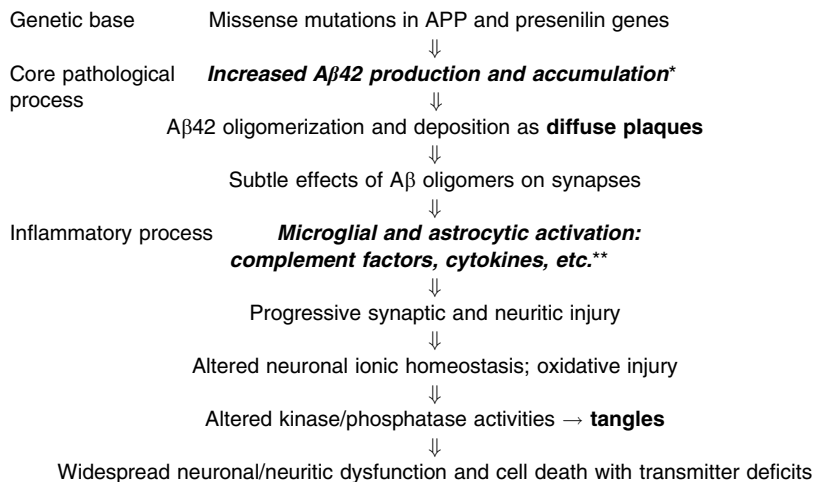 Genetic base Missense mutations in APP and presenilin genes
⇓
Core pathological process Increased Aβ42 production and accumulation*
⇓
Aβ42 oligomerization and deposition as diffuse plaques
⇓
Subtle effects of Aβ oligomers on synapses
⇓
Inflammatory process Microglial and astrocytic activation:
complement factors, cytokines, etc.**
⇓
Progressive synaptic and neuritic injury
⇓
Altered neuronal ionic homeostasis; oxidative injury
⇓
Altered kinase/phosphatase activities → tangles
⇓
Widespread neuronal/neuritic dysfunction and cell death with transmitter deficits